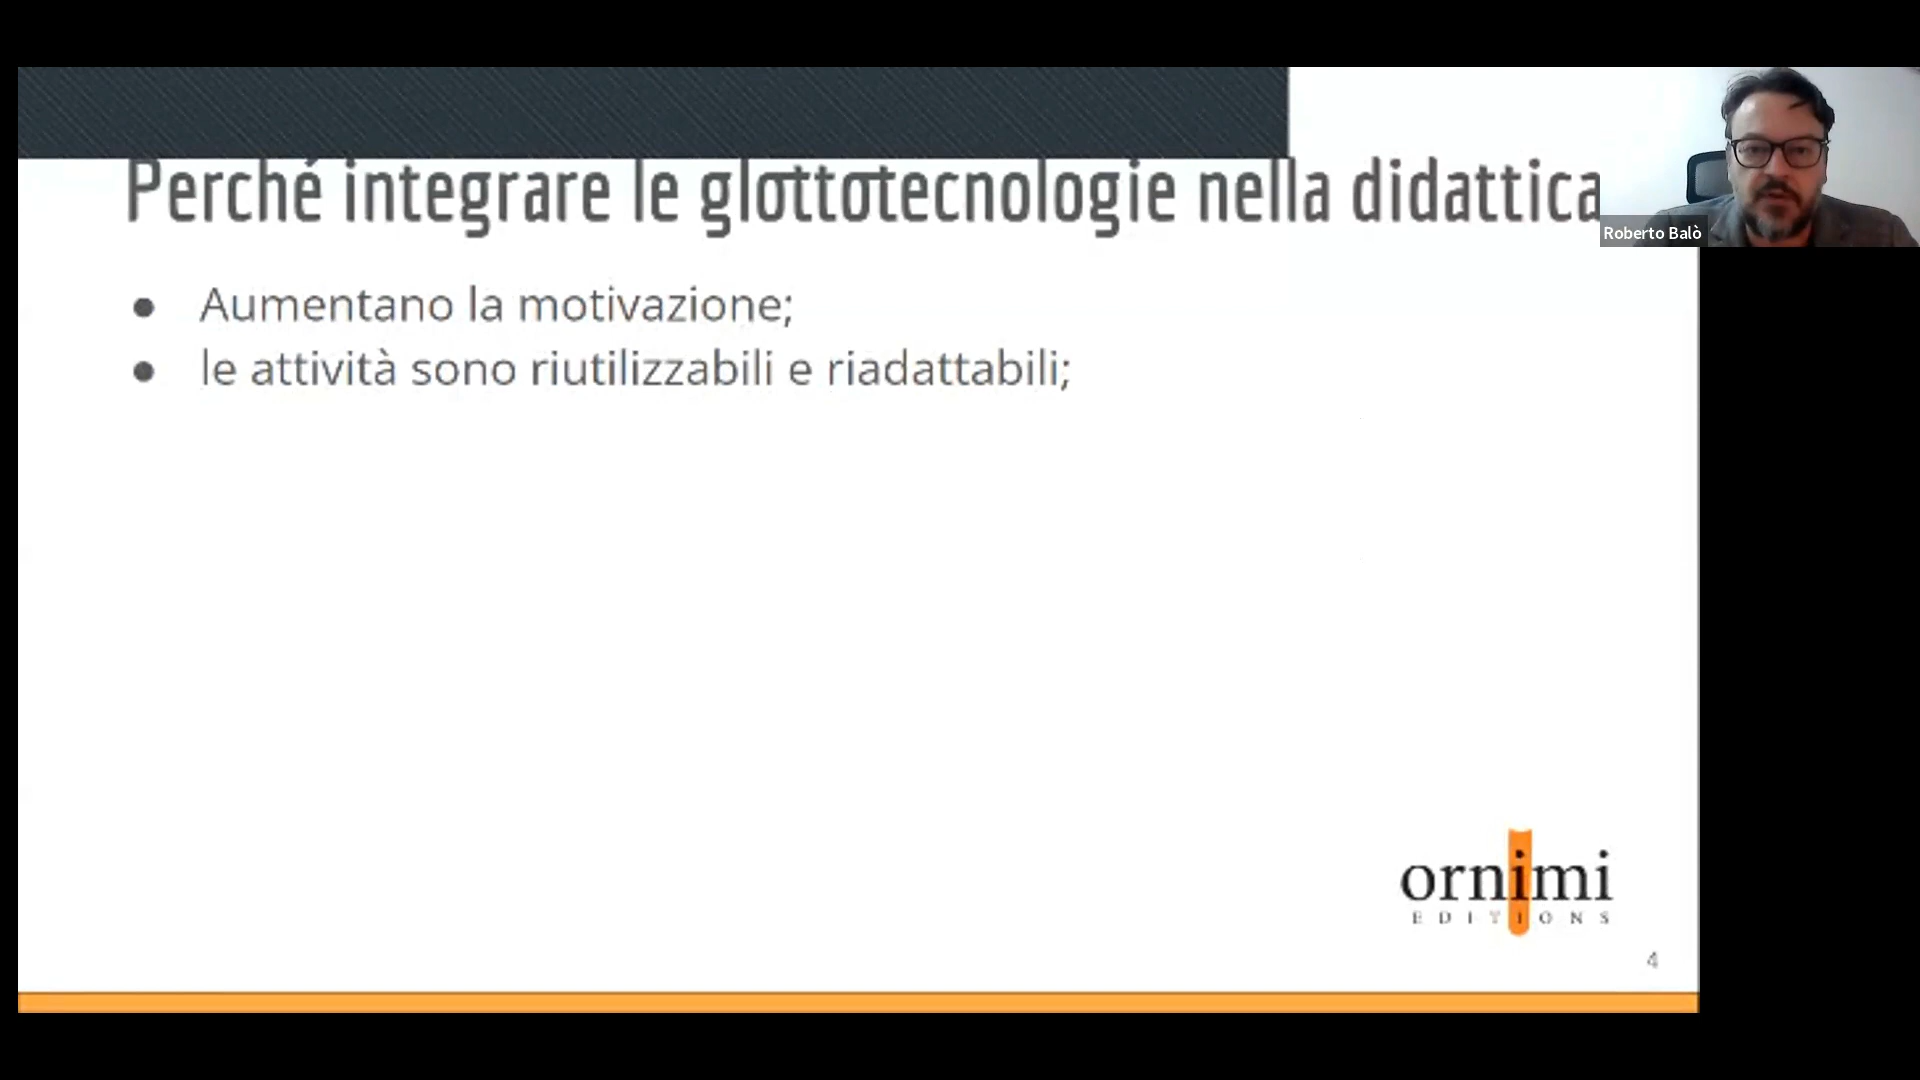 Perché integrare le glottotecnologie nella didattica
Roberto Balò
● Aumentano la motivazione;
● le attività sono riutilizzabili e riadattabili;
ornimi
EDITIONS
4